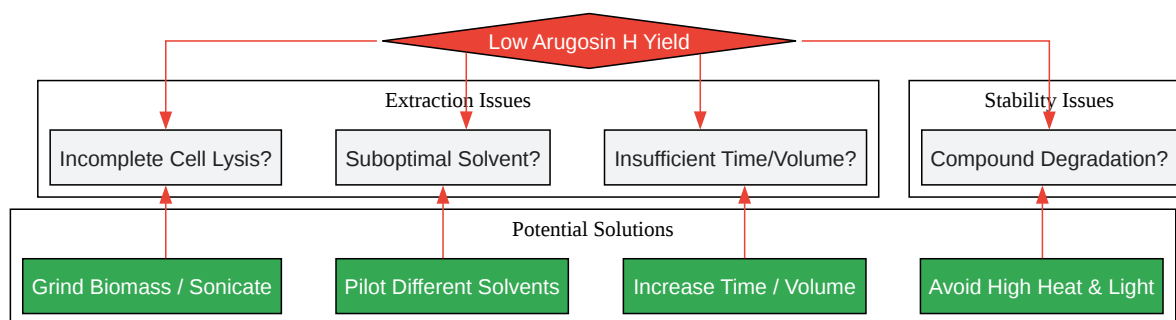 Low Arugosin H Yield
Extraction Issues
Stability Issues
Incomplete Cell Lysis?
Suboptimal Solvent?
Insufficient Time/Volume?
Compound Degradation?
Potential Solutions
Grind Biomass / Sonicate
Pilot Different Solvents
Increase Time / Volume
Avoid High Heat & Light